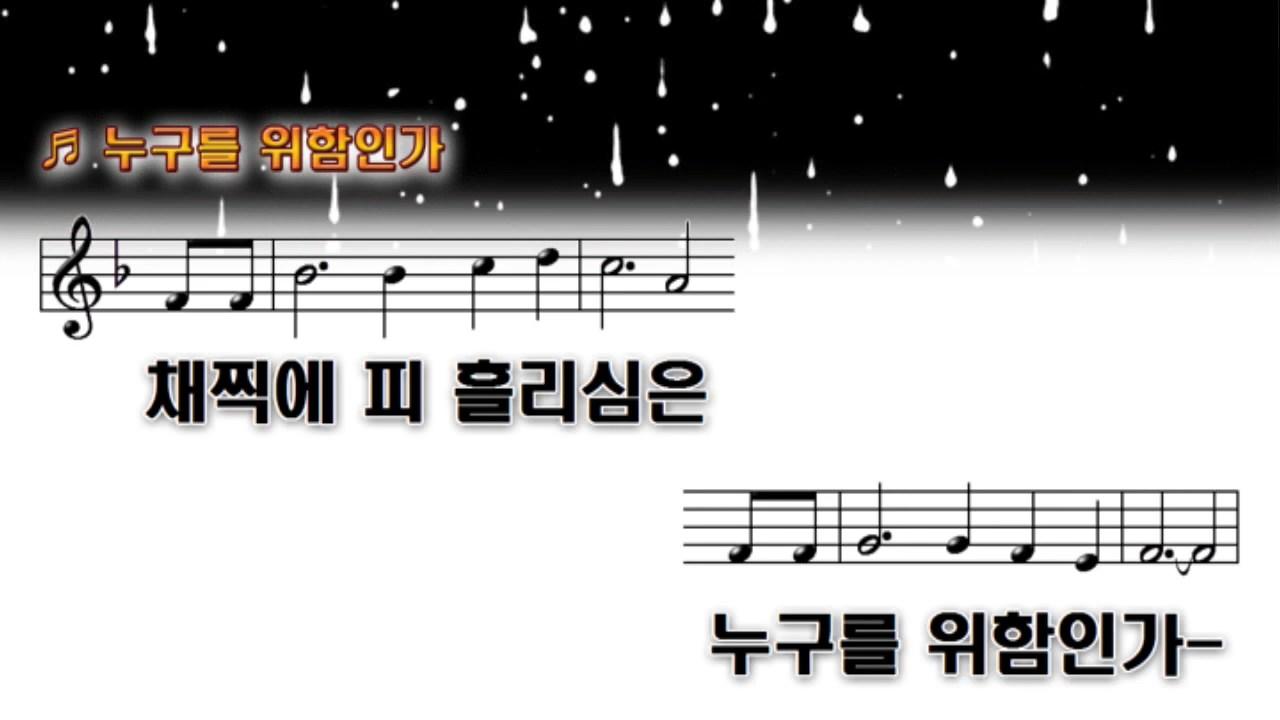 ♬ 누구를 위함인가
채찍에 피 흘리심은
누구를 위함인가-